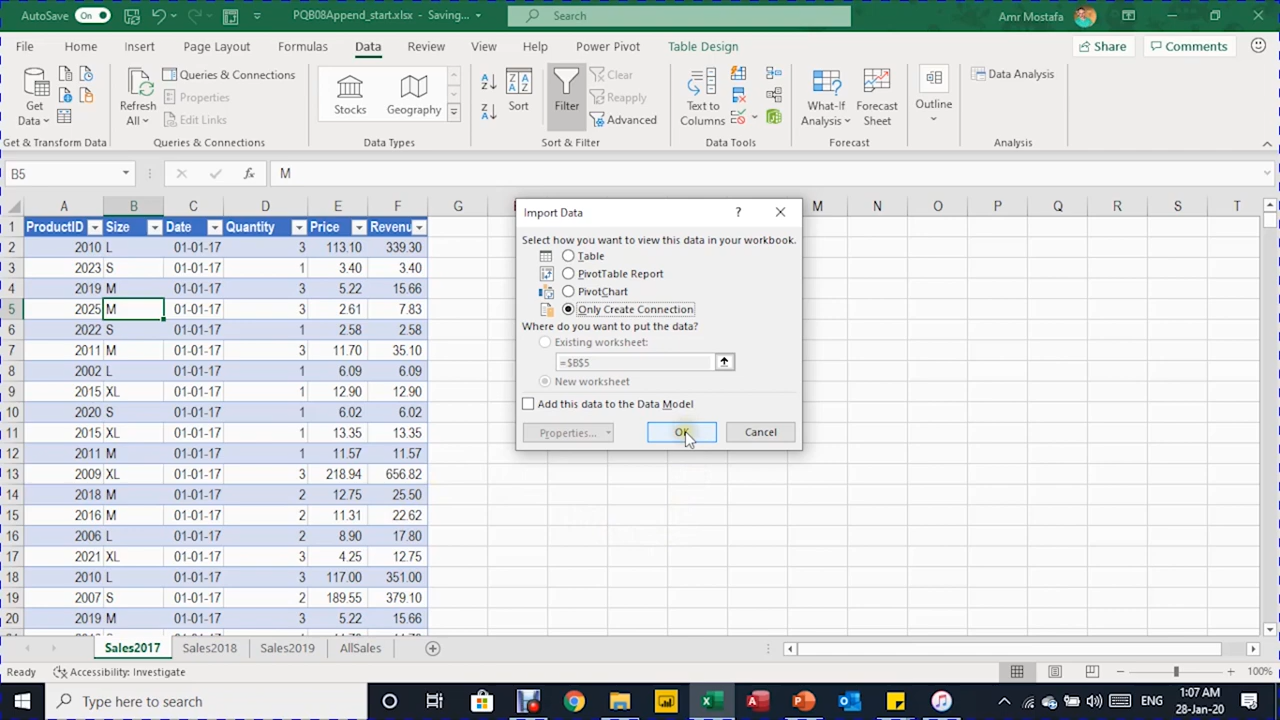 AutoSave On PQB08Append_start.xlsx - Saving... Search Amr Mostafa
File Home Insert Page Layout Formulas Data Review View Help Power Pivot Table Design Share Comments
Get Data Refresh All Queries & Connections Properties Edit Links Stocks Geography Sort Filter Clear Reapply Advanced Text to Columns What-If Analysis Forecast Sheet Outline Data Analysis
Get & Transform Data Queries & Connections Data Types Sort & Filter Data Tools Forecast Analysis
B5 fx M
A B C D E F G M N O P Q R S T
1 ProductID Size Date Quantity Price Revenu
2 2010 L 01-01-17 3 113.10 339.30
3 2023 S 01-01-17 1 3.40 3.40
4 2019 M 01-01-17 3 5.22 15.66
5 2025 M 01-01-17 3 2.61 7.83
6 2022 S 01-01-17 1 2.58 2.58
7 2011 M 01-01-17 3 11.70 35.10
8 2002 L 01-01-17 1 6.09 6.09
9 2015 XL 01-01-17 1 12.90 12.90
10 2020 S 01-01-17 1 6.02 6.02
11 2015 XL 01-01-17 1 13.35 13.35
12 2011 M 01-01-17 1 11.57 11.57
13 2009 XL 01-01-17 3 218.94 656.82
14 2018 M 01-01-17 2 12.75 25.50
15 2016 M 01-01-17 2 11.31 22.62
16 2006 L 01-01-17 2 8.90 17.80
17 2021 XL 01-01-17 3 4.25 12.75
18 2010 L 01-01-17 3 117.00 351.00
19 2007 S 01-01-17 2 189.55 379.10
20 2019 M 01-01-17 3 5.22 15.66
Import Data ?
Select how you want to view this data in your workbook.
Table
PivotTable Report
PivotChart
Only Create Connection
Where do you want to put the data?
Existing worksheet:
=$B$5
New worksheet
Add this data to the Data Model
Properties... OK Cancel
Sales2017 Sales2018 Sales2019 AllSales
Ready Accessibility: Investigate 100%
Type here to search ENG 1:07 AM
28-Jan-20